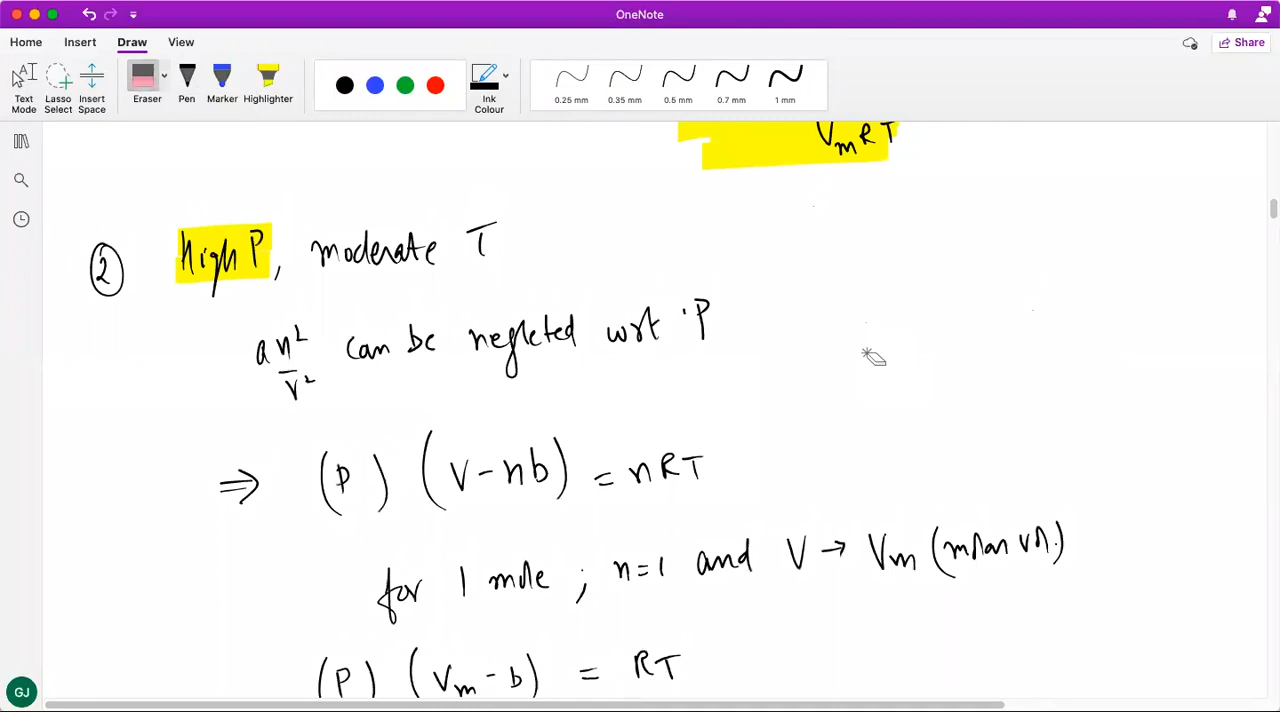 OneNote
Home Insert Draw View
Share
Text Mode
Lasso Select
Insert Space
Eraser
Pen
Marker
Highlighter
Ink Colour
0.25 mm
0.35 mm
0.5 mm
0.7 mm
1 mm
VmRT
② High P, moderate T
an²/V² can be negleted wrt P
⇒ (P) (V-nb) = nRT
for 1 mole ; n=1 and V → Vm (molar vol.)
(P) (Vm - b) = RT
GJ